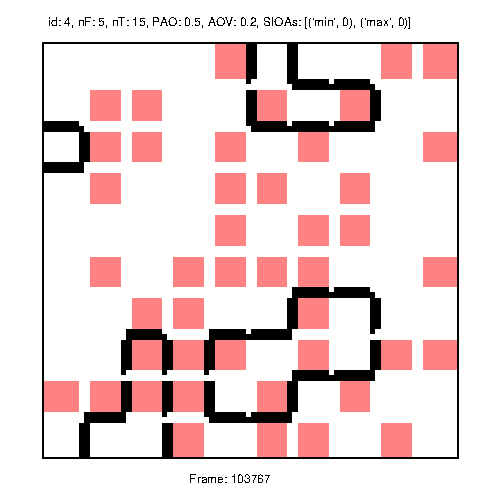 id: 4, nF: 5, nT: 15, PAO: 0.5, AOV: 0.2, SIOAs: [('min', 0), ('max', 0)]
Frame: 103767